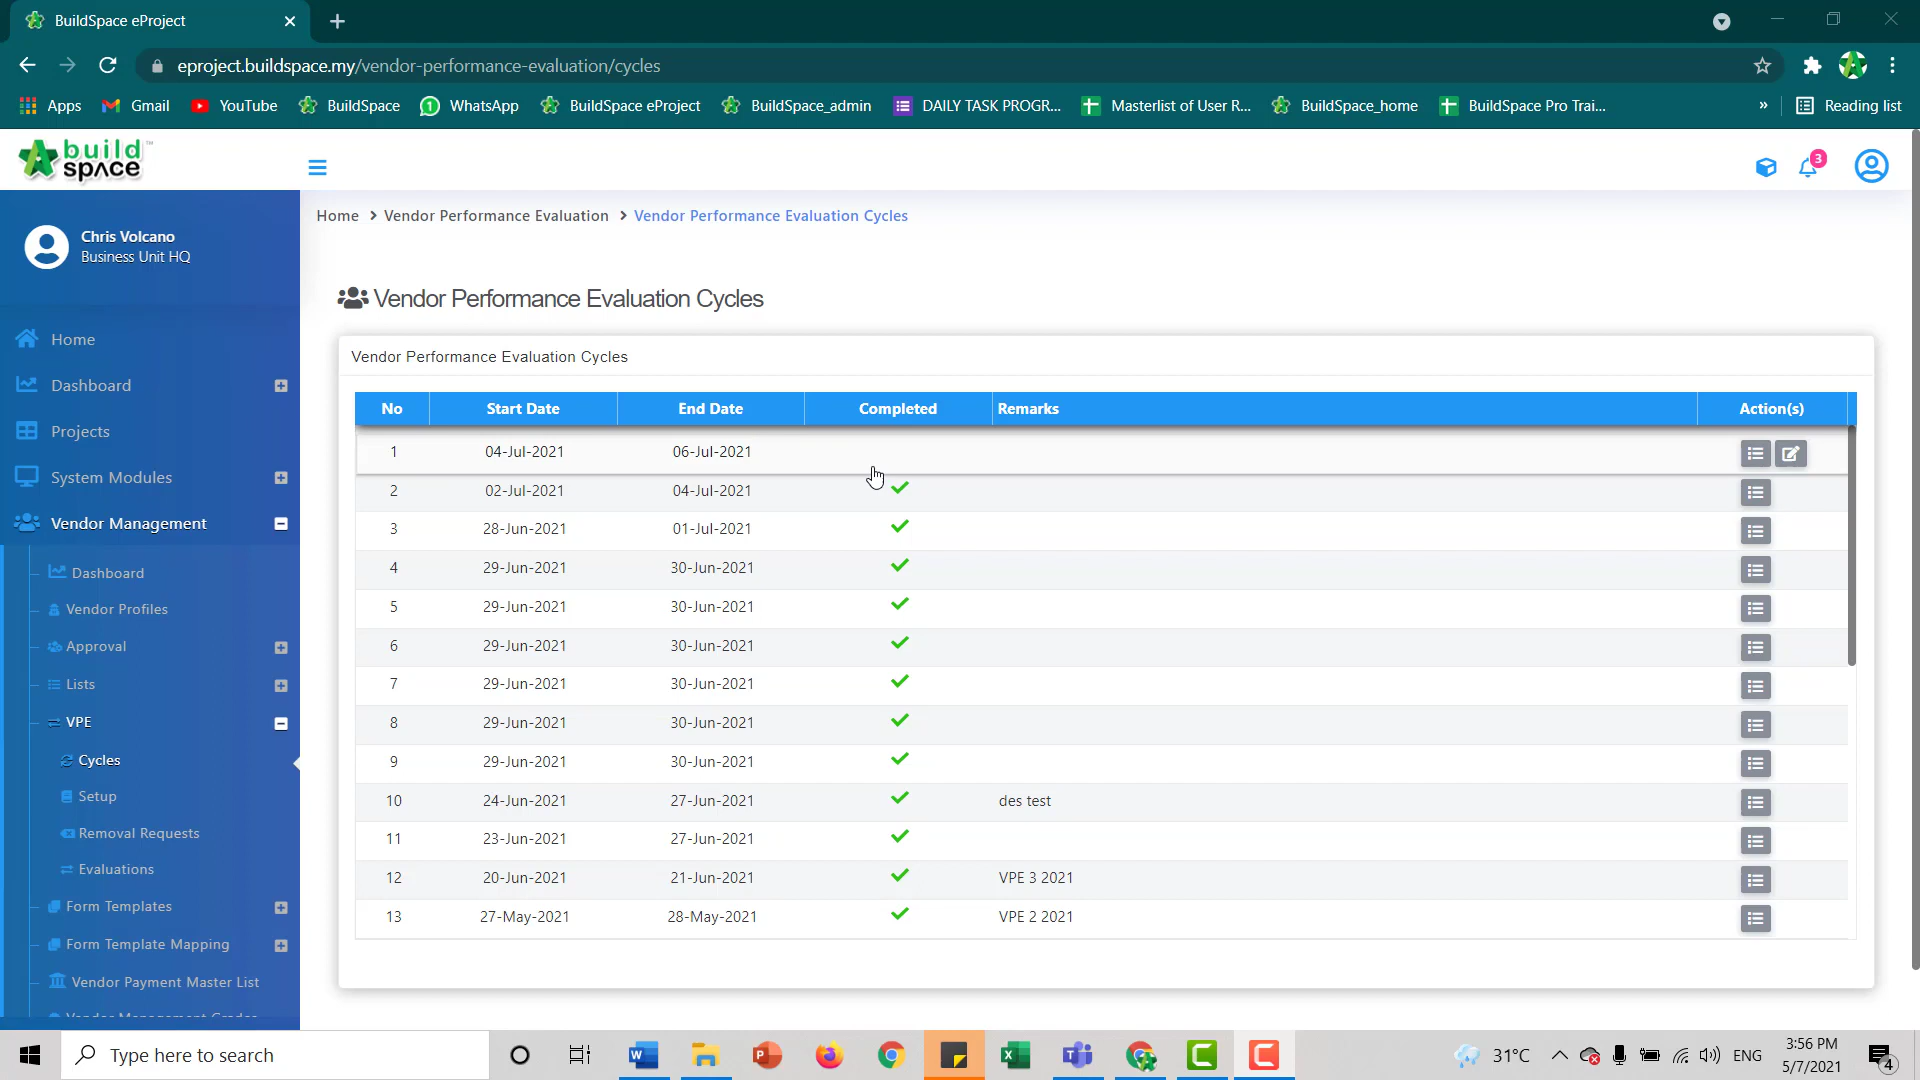 BuildSpace eProject
eproject.buildspace.my/vendor-performance-evaluation/cycles
Apps Gmail YouTube BuildSpace WhatsApp BuildSpace eProject BuildSpace_admin DAILY TASK PROGR... Masterlist of User R... BuildSpace_home BuildSpace Pro Trai... » Reading list
build space ™
3
Chris Volcano
Business Unit HQ
Home
Dashboard
Projects
System Modules
Vendor Management
Dashboard
Vendor Profiles
Approval
Lists
VPE
Cycles
Setup
Removal Requests
Evaluations
Form Templates
Form Template Mapping
Vendor Payment Master List
Vendor Management Grades
Home > Vendor Performance Evaluation > Vendor Performance Evaluation Cycles
Vendor Performance Evaluation Cycles
Vendor Performance Evaluation Cycles
No Start Date End Date Completed Remarks Action(s)
1 04-Jul-2021 06-Jul-2021
2 02-Jul-2021 04-Jul-2021
3 28-Jun-2021 01-Jul-2021
4 29-Jun-2021 30-Jun-2021
5 29-Jun-2021 30-Jun-2021
6 29-Jun-2021 30-Jun-2021
7 29-Jun-2021 30-Jun-2021
8 29-Jun-2021 30-Jun-2021
9 29-Jun-2021 30-Jun-2021
10 24-Jun-2021 27-Jun-2021 des test
11 23-Jun-2021 27-Jun-2021
12 20-Jun-2021 21-Jun-2021 VPE 3 2021
13 27-May-2021 28-May-2021 VPE 2 2021
Type here to search
31°C ENG
3:56 PM
5/7/2021
4